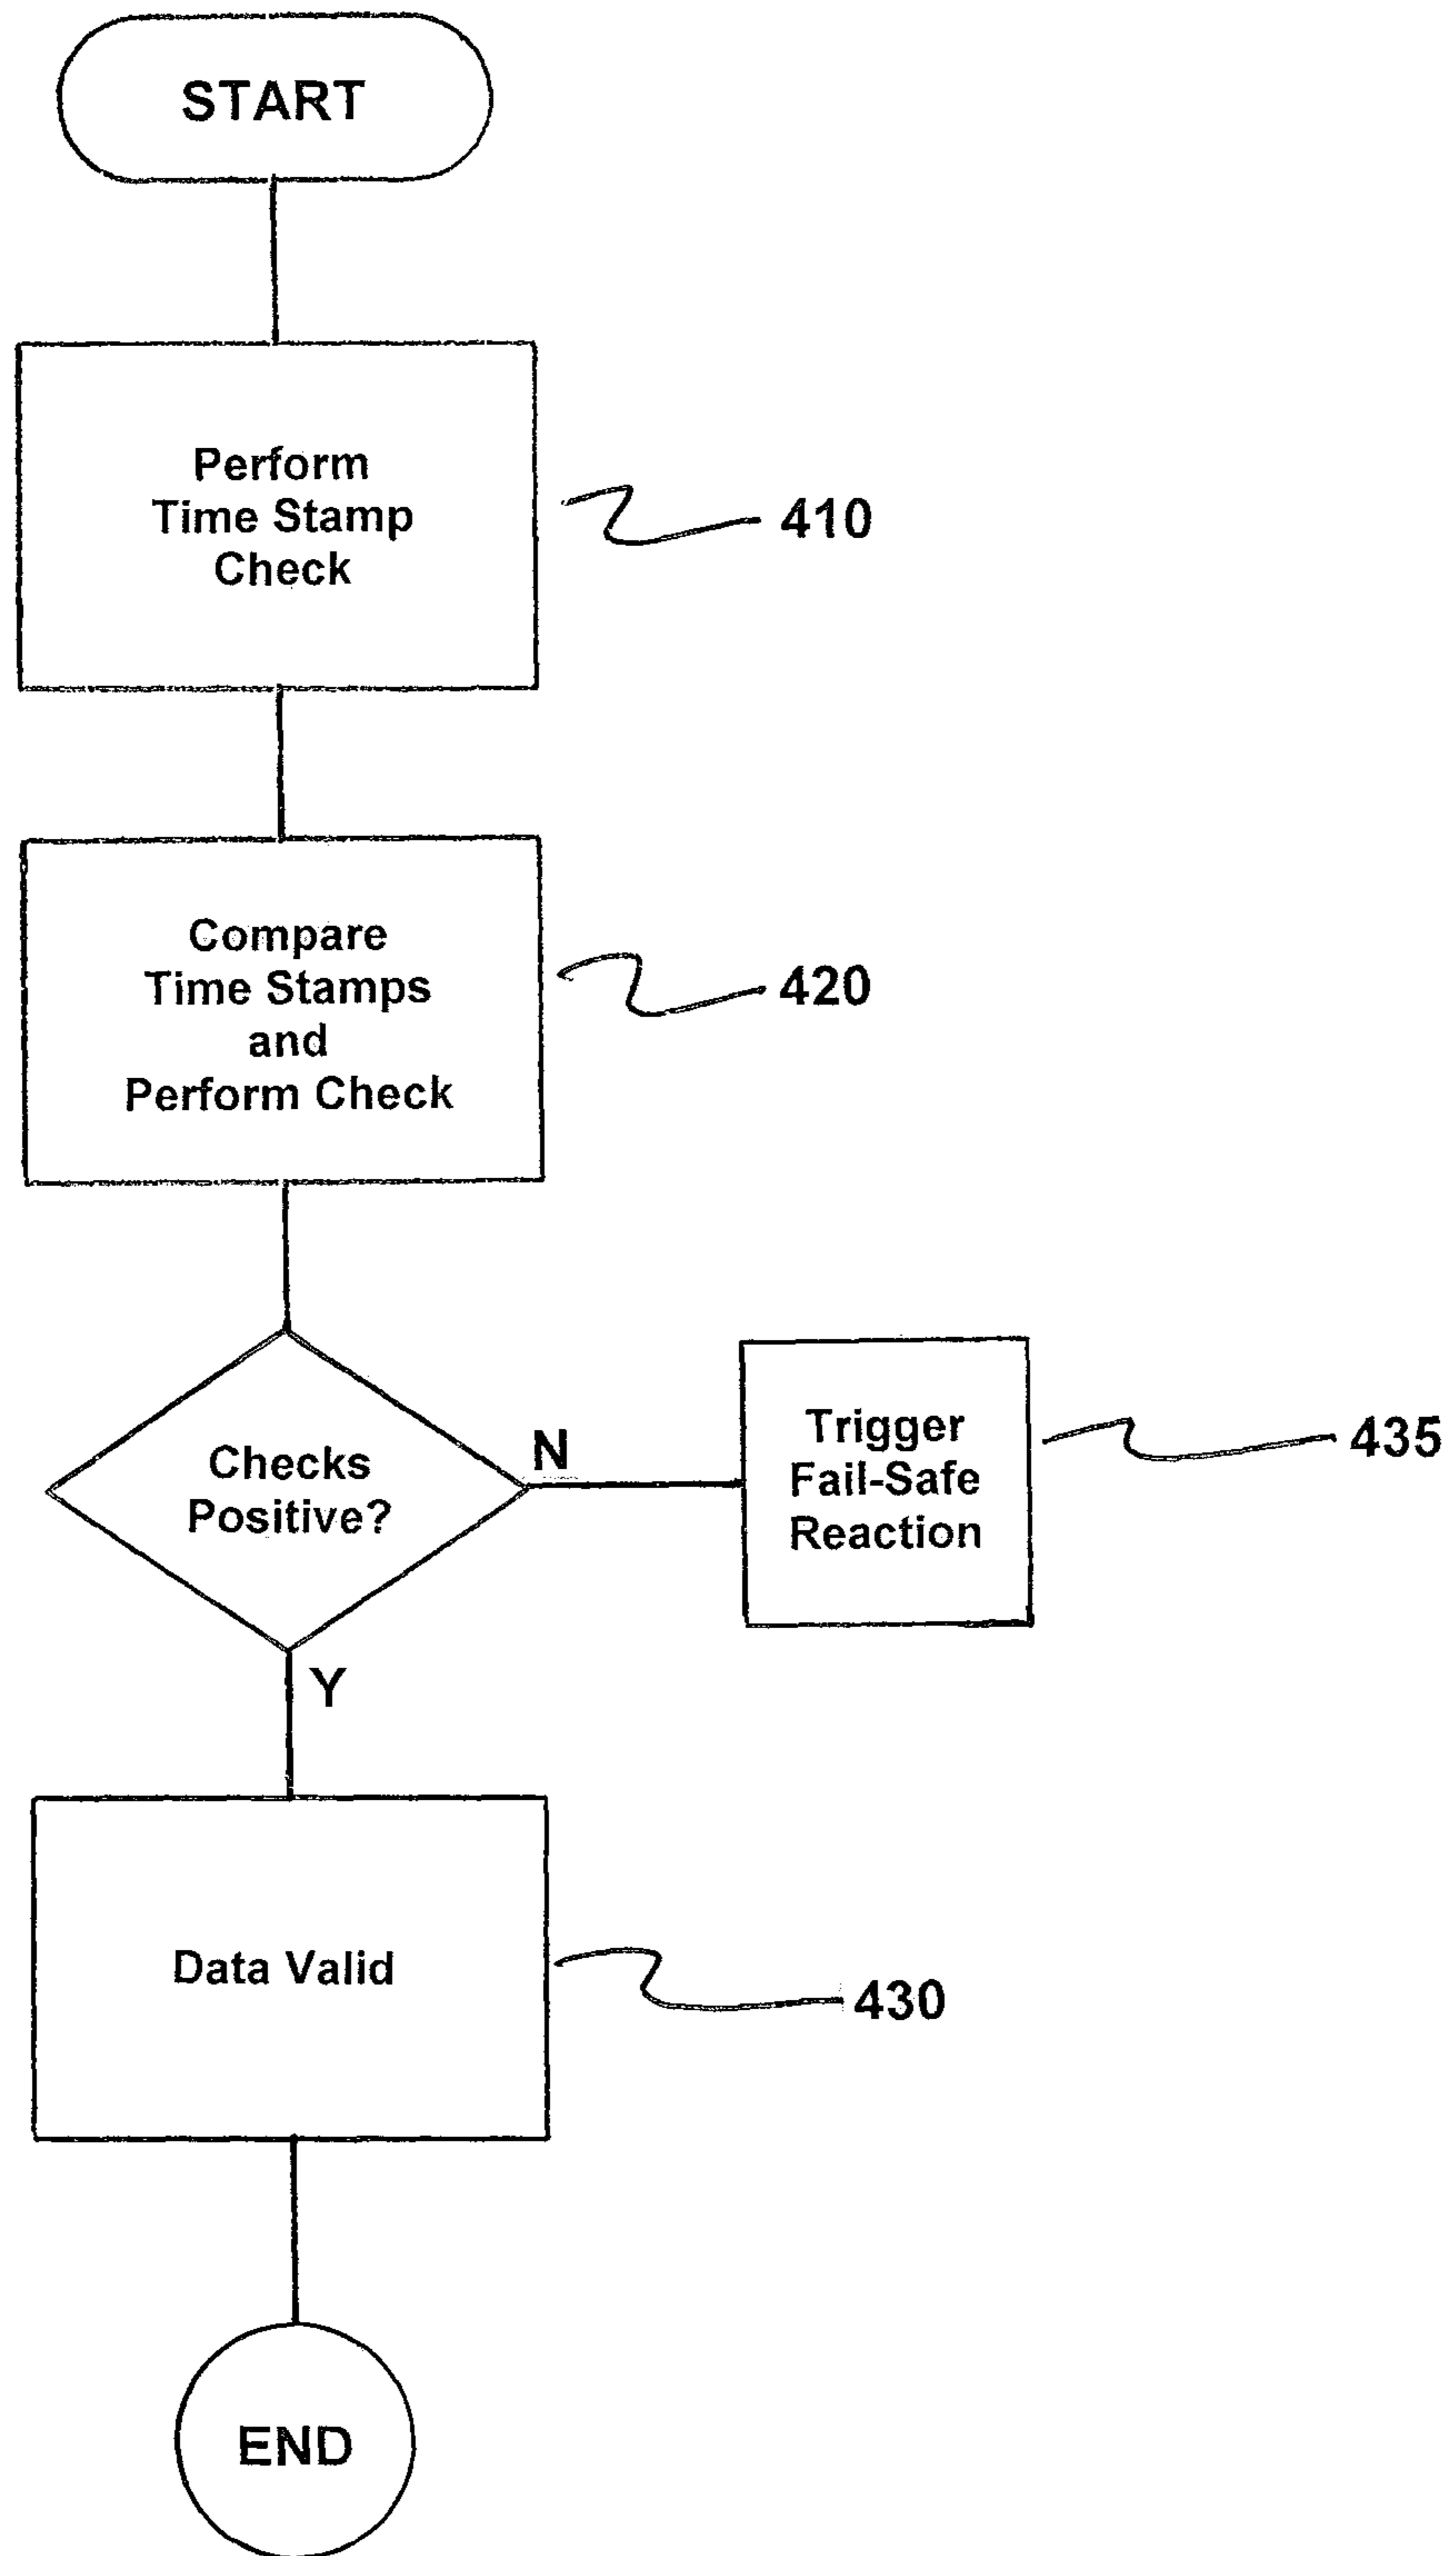 START
Perform
Time Stamp
Check
410
Compare
Time Stamps
and
Perform Check
420
Checks
Positive?
N
Trigger
Fail-Safe
Reaction
435
Y
Data Valid
430
END